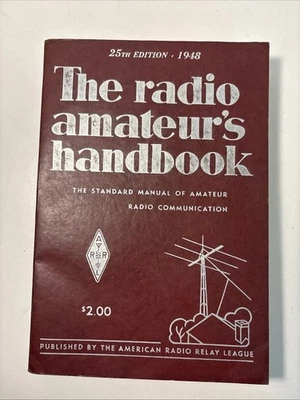 25TH EDITION · 1948
The radio
amateur's
handbook
THE STANDARD MANUAL OF AMATEUR
RADIO COMMUNICATION
A
R R
L
$2.00
PUBLISHED BY THE AMERICAN RADIO RELAY LEAGUE